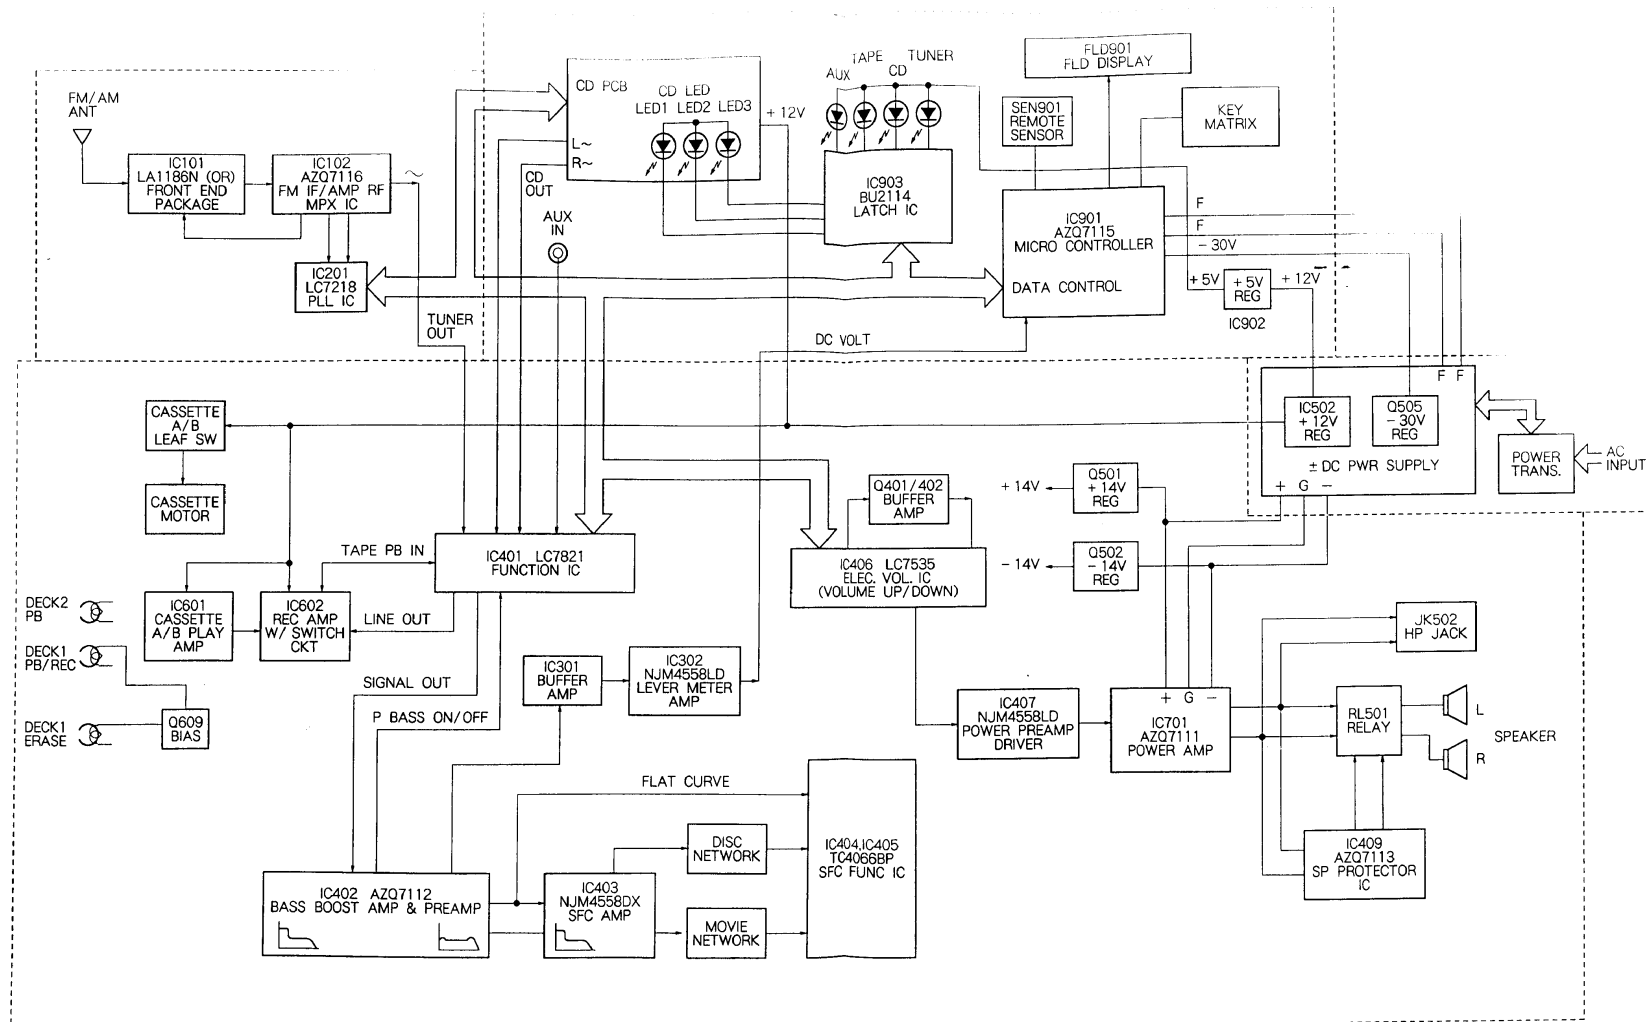 FM/AM
ANT
IC101
LA1186N (OR)
FRONT END
PACKAGE
IC102
AZQ7116
FM IF/AMP RF
MPX IC
~
IC201
LC7218
PLL IC
TUNER
OUT
CD PCB
CD LED
LED1 LED2 LED3
L~
R~
+12V
CD
OUT
AUX
IN
AUX
TAPE
CD
TUNER
IC903
BU2114
LATCH IC
FLD901
FLD DISPLAY
SEN901
REMOTE
SENSOR
KEY
MATRIX
IC901
AZQ7115
MICRO CONTROLLER
DATA CONTROL
F
F
-30V
+5V
+5V
REG
+12V
IC902
DC VOLT
CASSETTE
A/B
LEAF SW
CASSETTE
MOTOR
F F
IC502
+12V
REG
Q505
-30V
REG
± DC PWR SUPPLY
+ G -
POWER
TRANS.
AC
INPUT
+14V
Q501
+14V
REG
-14V
Q502
-14V
REG
Q401/402
BUFFER
AMP
IC406 LC7535
ELEC. VOL. IC
(VOLUME UP/DOWN)
TAPE PB IN
IC401 LC7821
FUNCTION IC
DECK2
PB
DECK1
PB/REC
DECK1
ERASE
IC601
CASSETTE
A/B PLAY
AMP
IC602
REC AMP
W/ SWITCH
CKT
LINE OUT
Q609
BIAS
SIGNAL OUT
P BASS ON/OFF
IC301
BUFFER
AMP
IC302
NJM4558LD
LEVER METER
AMP
IC407
NJM4558LD
POWER PREAMP
DRIVER
+ G -
IC701
AZQ7111
POWER AMP
JK502
HP JACK
RL501
RELAY
L
R
SPEAKER
IC409
AZQ7113
SP PROTECTOR
IC
FLAT CURVE
DISC
NETWORK
MOVIE
NETWORK
IC404,IC405
TC4066BP
SFC FUNC IC
IC402 AZQ7112
BASS BOOST AMP & PREAMP
IC403
NJM4558DX
SFC AMP